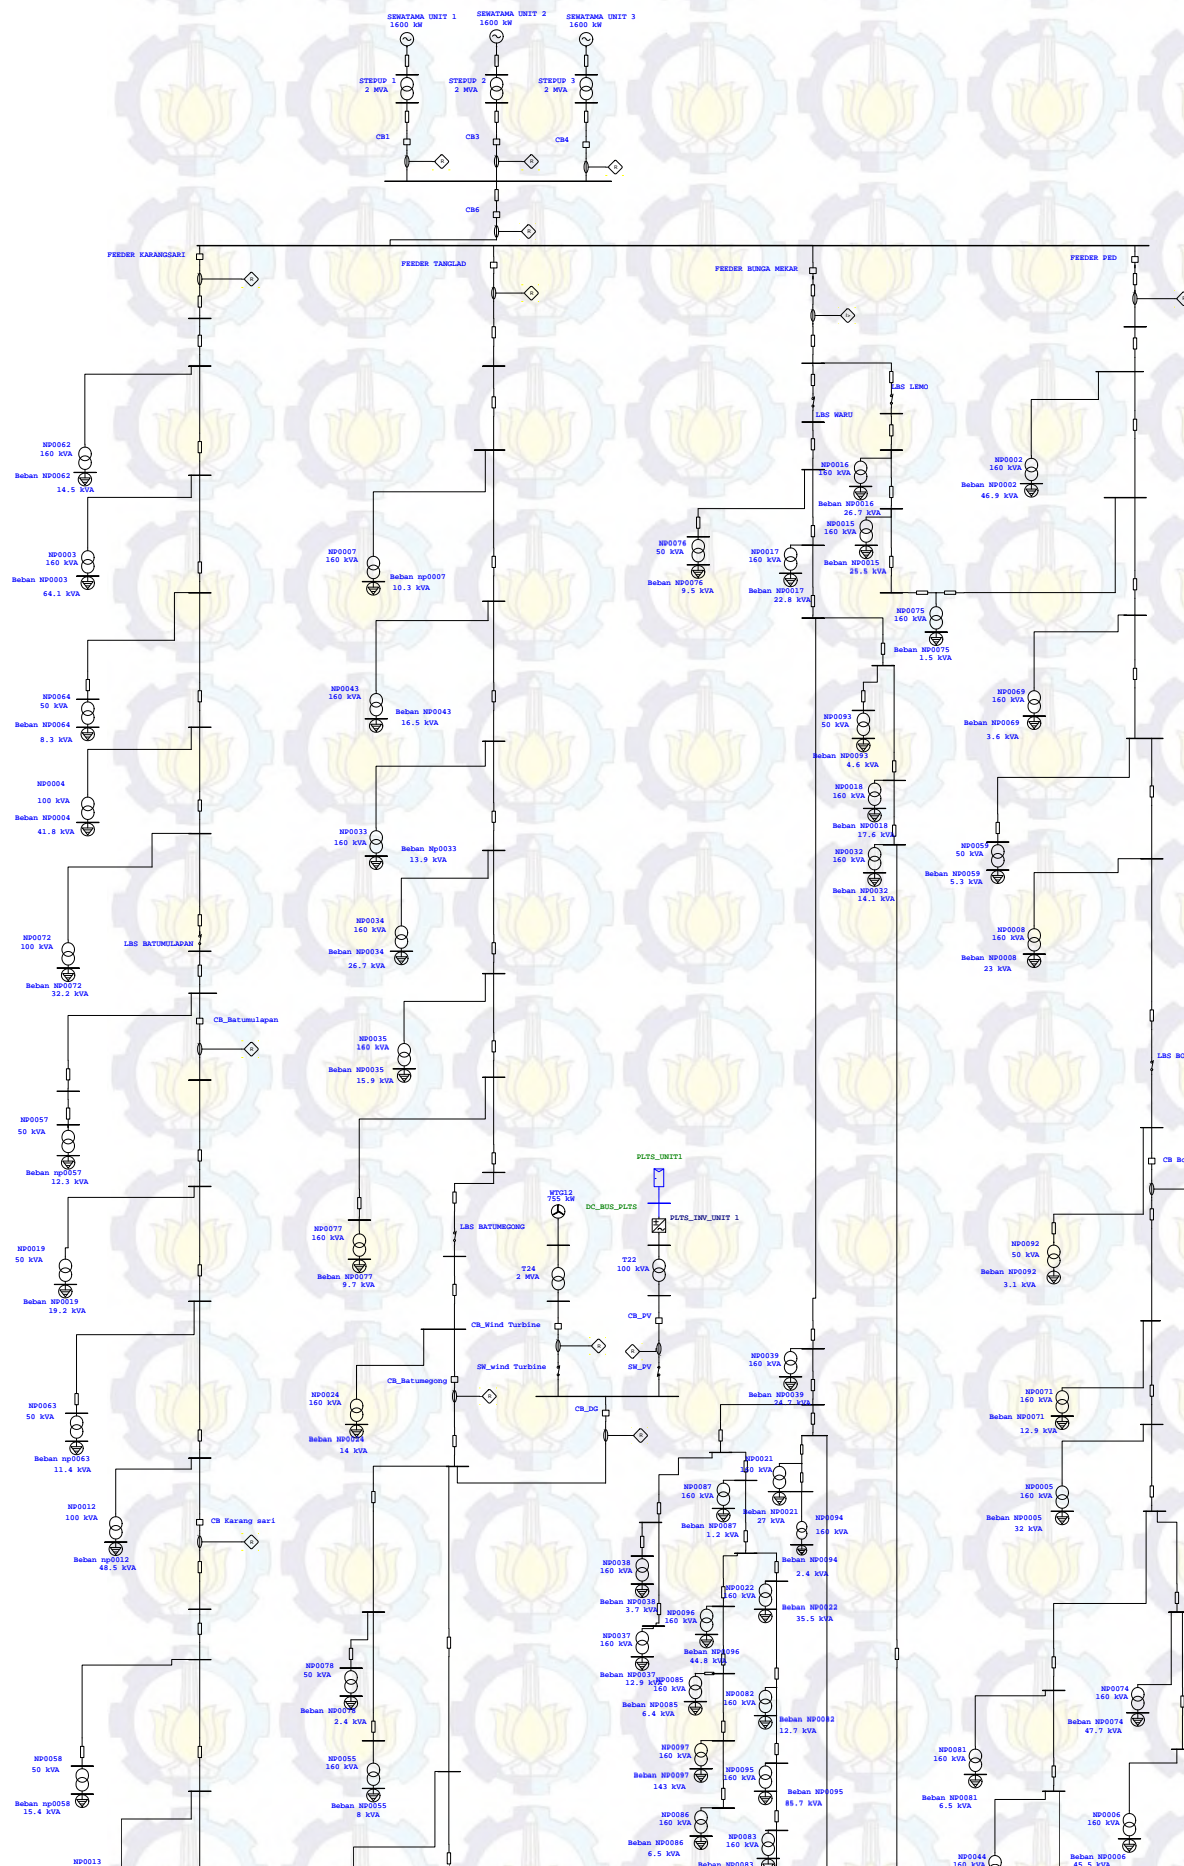 SEWATAMA UNIT 1
1600 kW
SEWATAMA UNIT 2
1600 kW
SEWATAMA UNIT 3
1600 kW
STEPUP 1
2 MVA
STEPUP 2
2 MVA
STEPUP 3
2 MVA
CB1
CB3
CB4
R
R
R
CB6
R
FEEDER KARANGSARI
R
NP0062
160 kVA
Beban NP0062
14.5 kVA
NP0003
160 kVA
Beban NP0003
64.1 kVA
NP0064
50 kVA
Beban NP0064
8.3 kVA
NP0004
100 kVA
Beban NP0004
41.8 kVA
NP0072
100 kVA
Beban NP0072
32.2 kVA
LBS BATUMULAPAN
CB_Batumulapan
R
NP0057
50 kVA
Beban np0057
12.3 kVA
NP0019
50 kVA
Beban NP0019
19.2 kVA
NP0063
50 kVA
Beban np0063
11.4 kVA
NP0012
100 kVA
Beban np0012
48.5 kVA
CB Karang sari
R
NP0058
50 kVA
Beban np0058
15.4 kVA
NP0013
FEEDER TANGLAD
R
NP0007
160 kVA
Beban np0007
10.3 kVA
NP0043
160 kVA
Beban NP0043
16.5 kVA
NP0033
160 kVA
Beban Np0033
13.9 kVA
NP0034
160 kVA
Beban NP0034
26.7 kVA
NP0035
160 kVA
Beban NP0035
15.9 kVA
NP0077
160 kVA
Beban NP0077
9.7 kVA
LBS BATUMEGONG
NP0024
160 kVA
Beban NP0024
14 kVA
CB_Batumegong
R
NP0078
50 kVA
Beban NP0078
2.4 kVA
NP0055
160 kVA
Beban NP0055
8 kVA
WTG12
755 kW
T24
2 MVA
CB_Wind Turbine
R
SW_wind Turbine
PLTS_UNIT1
DC_BUS_PLTS
PLTS_INV_UNIT 1
T22
100 kVA
CB_PV
R
SW_PV
CB_DG
R
FEEDER BUNGA MEKAR
LBS WARU
LBS LEMO
NP0016
160 kVA
Beban NP0016
26.7 kVA
NP0015
160 kVA
Beban NP0015
25.5 kVA
NP0076
50 kVA
Beban NP0076
9.5 kVA
NP0017
160 kVA
Beban NP0017
22.8 kVA
NP0075
160 kVA
Beban NP0075
1.5 kVA
NP0093
50 kVA
Beban NP0093
4.6 kVA
NP0018
160 kVA
Beban NP0018
17.6 kVA
NP0032
160 kVA
Beban NP0032
14.1 kVA
NP0039
160 kVA
Beban NP0039
24.7 kVA
NP0021
160 kVA
Beban NP0021
27 kVA
NP0087
160 kVA
Beban NP0087
1.2 kVA
NP0094
160 kVA
Beban NP0094
2.4 kVA
NP0038
160 kVA
Beban NP0038
3.7 kVA
NP0022
160 kVA
Beban NP0022
35.5 kVA
NP0096
160 kVA
Beban NP0096
44.8 kVA
NP0037
160 kVA
Beban NP0037
12.9 kVA
NP0085
160 kVA
Beban NP0085
6.4 kVA
NP0082
160 kVA
Beban NP0082
12.7 kVA
NP0097
160 kVA
Beban NP0097
143 kVA
NP0095
160 kVA
Beban NP0095
85.7 kVA
NP0086
160 kVA
Beban NP0086
6.5 kVA
NP0083
160 kVA
Beban NP0083
FEEDER PED
NP0002
160 kVA
Beban NP0002
46.9 kVA
NP0069
160 kVA
Beban NP0069
3.6 kVA
NP0059
50 kVA
Beban NP0059
5.3 kVA
NP0008
160 kVA
Beban NP0008
23 kVA
LBS BO
CB Bo
NP0092
50 kVA
Beban NP0092
3.1 kVA
NP0071
160 kVA
Beban NP0071
12.9 kVA
NP0005
160 kVA
Beban NP0005
32 kVA
NP0074
160 kVA
Beban NP0074
47.7 kVA
NP0081
160 kVA
Beban NP0081
6.5 kVA
NP0006
160 kVA
Beban NP0006
45.5 kVA
NP0044
160 kVA